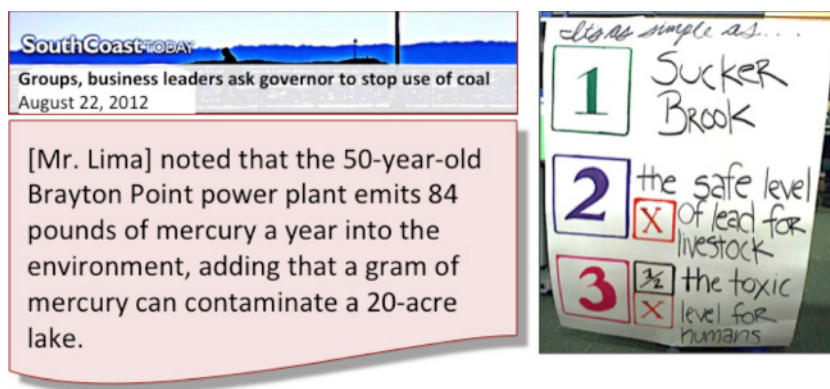 SouthCoastTODAY
Groups, business leaders ask governor to stop use of coal
August 22, 2012
[Mr. Lima] noted that the 50-year-old
Brayton Point power plant emits 84
pounds of mercury a year into the
environment, adding that a gram of
mercury can contaminate a 20-acre
lake.
Its as simple as....
1 Sucker
Brook
2 the safe level
X of lead for
livestock
3 1/2 the toxic
X level for
humans